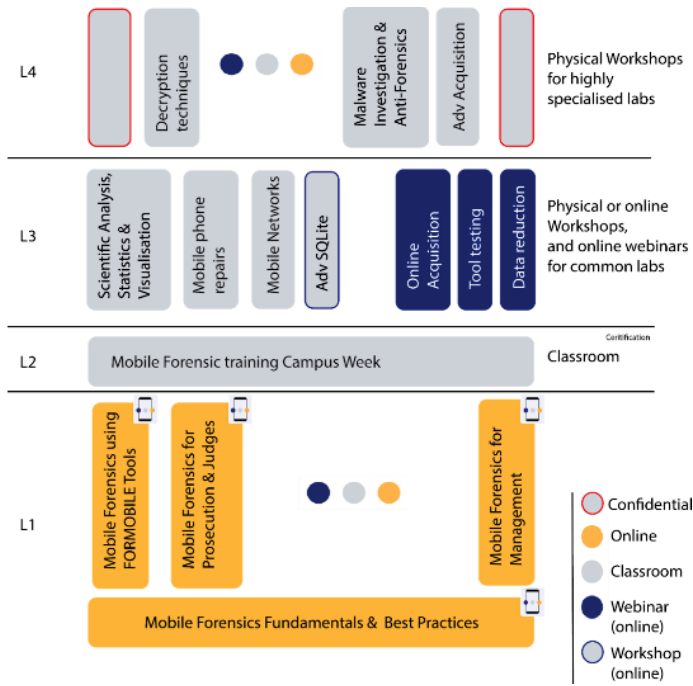 L4
Decryption
techniques
Malware
Investigation &
Anti-Forensics
Adv Acquisition
Physical Workshops
for highly
specialised labs
L3
Scientific Analysis,
Statistics &
Visualisation
Mobile phone
repairs
Mobile Networks
Adv SQLite
Online
Acquisition
Tool testing
Data reduction
Physical or online
Workshops,
and online webinars
for common labs
L2
Mobile Forensic training Campus Week
Ceritification
Classroom
L1
Mobile Forensics using
FORMOBILE Tools
Mobile Forensics for
Prosecution & Judges
Mobile Forensics for
Management
Mobile Forensics Fundamentals & Best Practices
Confidential
Online
Classroom
Webinar
(online)
Workshop
(online)